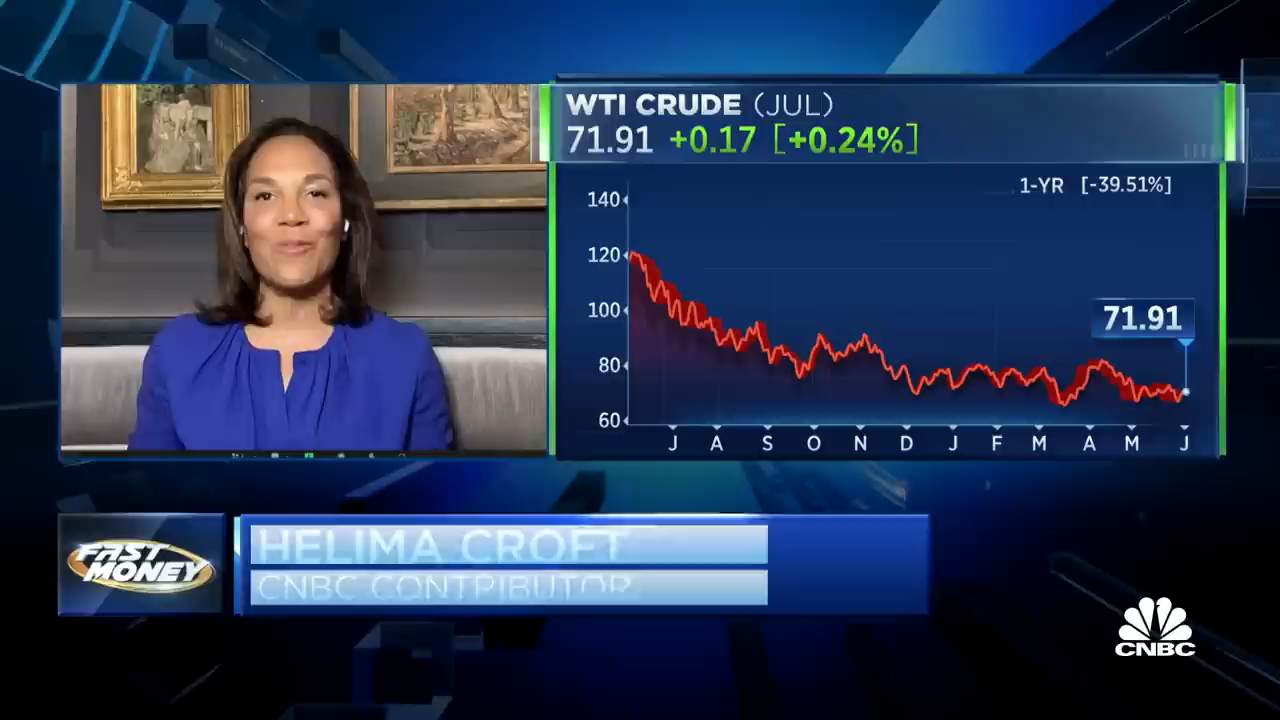 WTI CRUDE (JUL)
71.91 +0.17 [+0.24%]
1-YR [-39.51%]
140
120
100
80
60
71.91
J A S O N D J F M A M J
FAST
MONEY
HELIMA CROFT
CNBC CONTRIBUTOR
CNBC